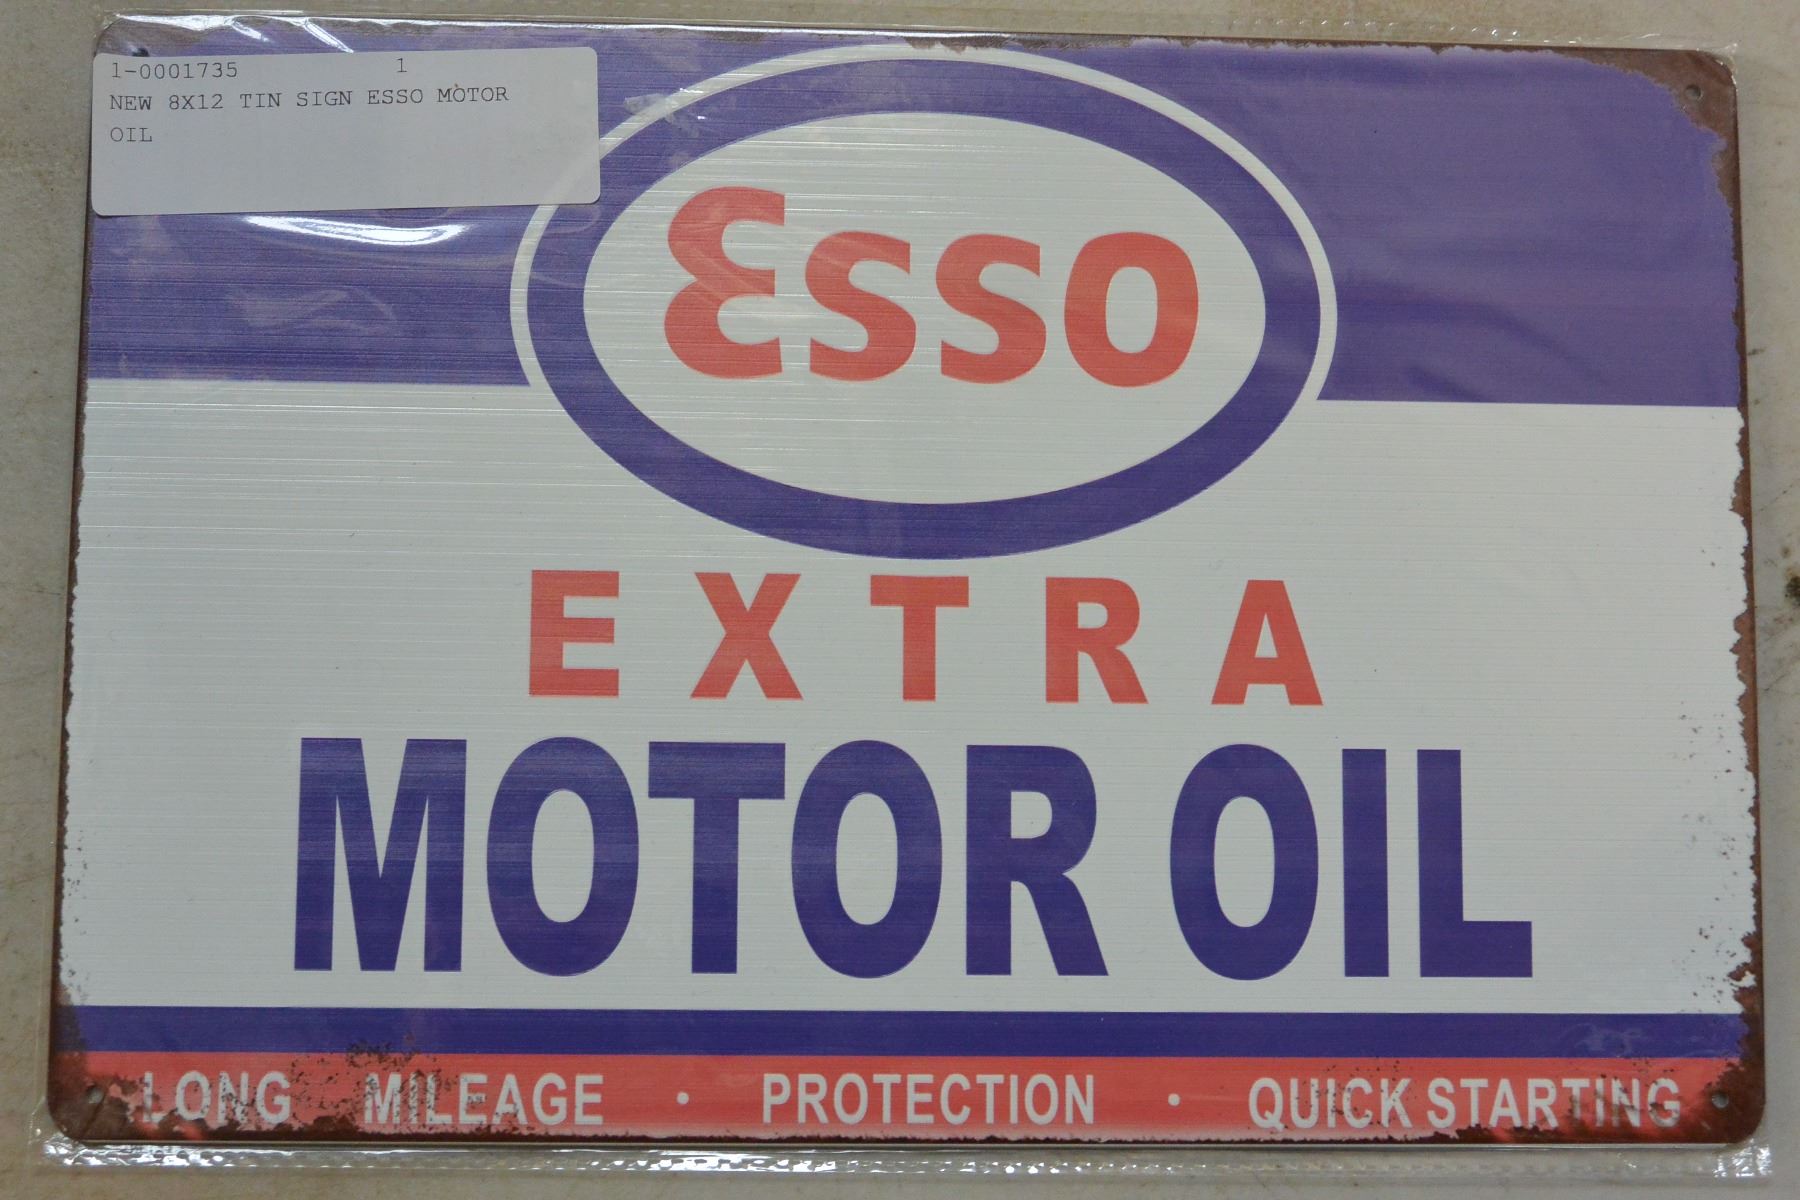 1-0001735 1
NEW 8X12 TIN SIGN ESSO MOTOR
OIL
Esso
EXTRA
MOTOR OIL
LONG MILEAGE · PROTECTION · QUICK STARTING